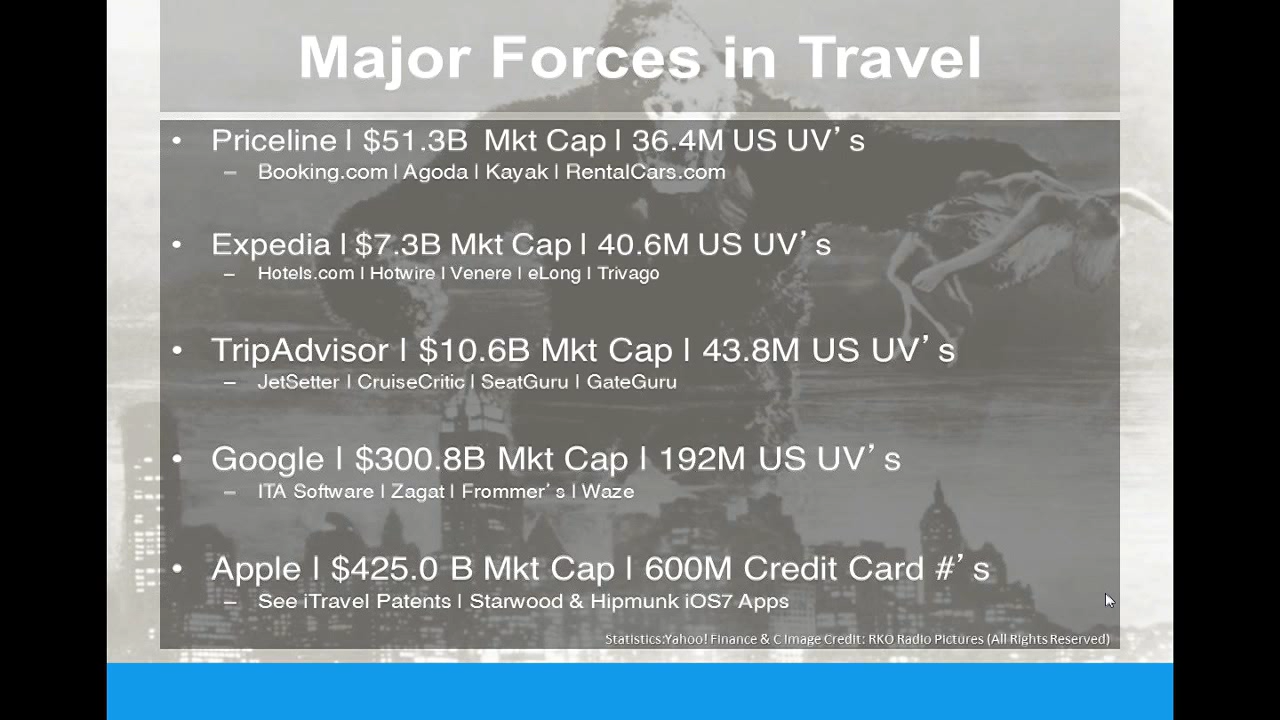 Major Forces in Travel
• Priceline | $51.3B Mkt Cap | 36.4M US UV's
– Booking.com | Agoda | Kayak | RentalCars.com
• Expedia | $7.3B Mkt Cap | 40.6M US UV's
– Hotels.com | Hotwire | Venere | eLong | Trivago
• TripAdvisor | $10.6B Mkt Cap | 43.8M US UV's
– JetSetter | CruiseCritic | SeatGuru | GateGuru
• Google | $300.8B Mkt Cap | 192M US UV's
– ITA Software | Zagat | Frommer's | Waze
• Apple | $425.0 B Mkt Cap | 600M Credit Card #'s
– See iTravel Patents | Starwood & Hipmunk iOS7 Apps
Statistics:Yahoo! Finance & C Image Credit: RKO Radio Pictures (All Rights Reserved)